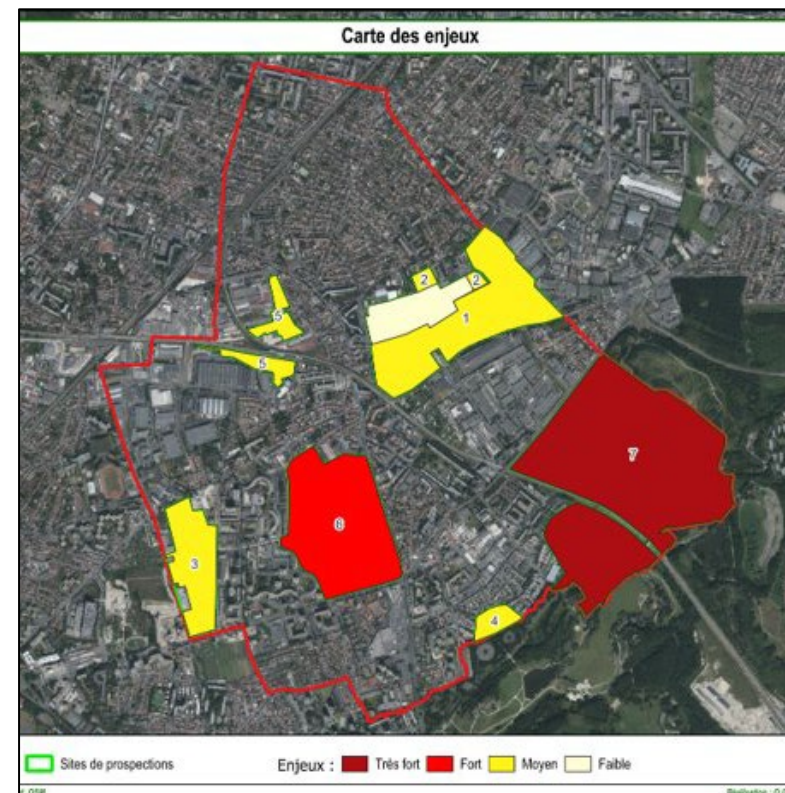 Carte des enjeux
2
2
1
5
5
7
6
3
4
Sites de prospections
Enjeux :
Très fort
Fort
Moyen
Faible